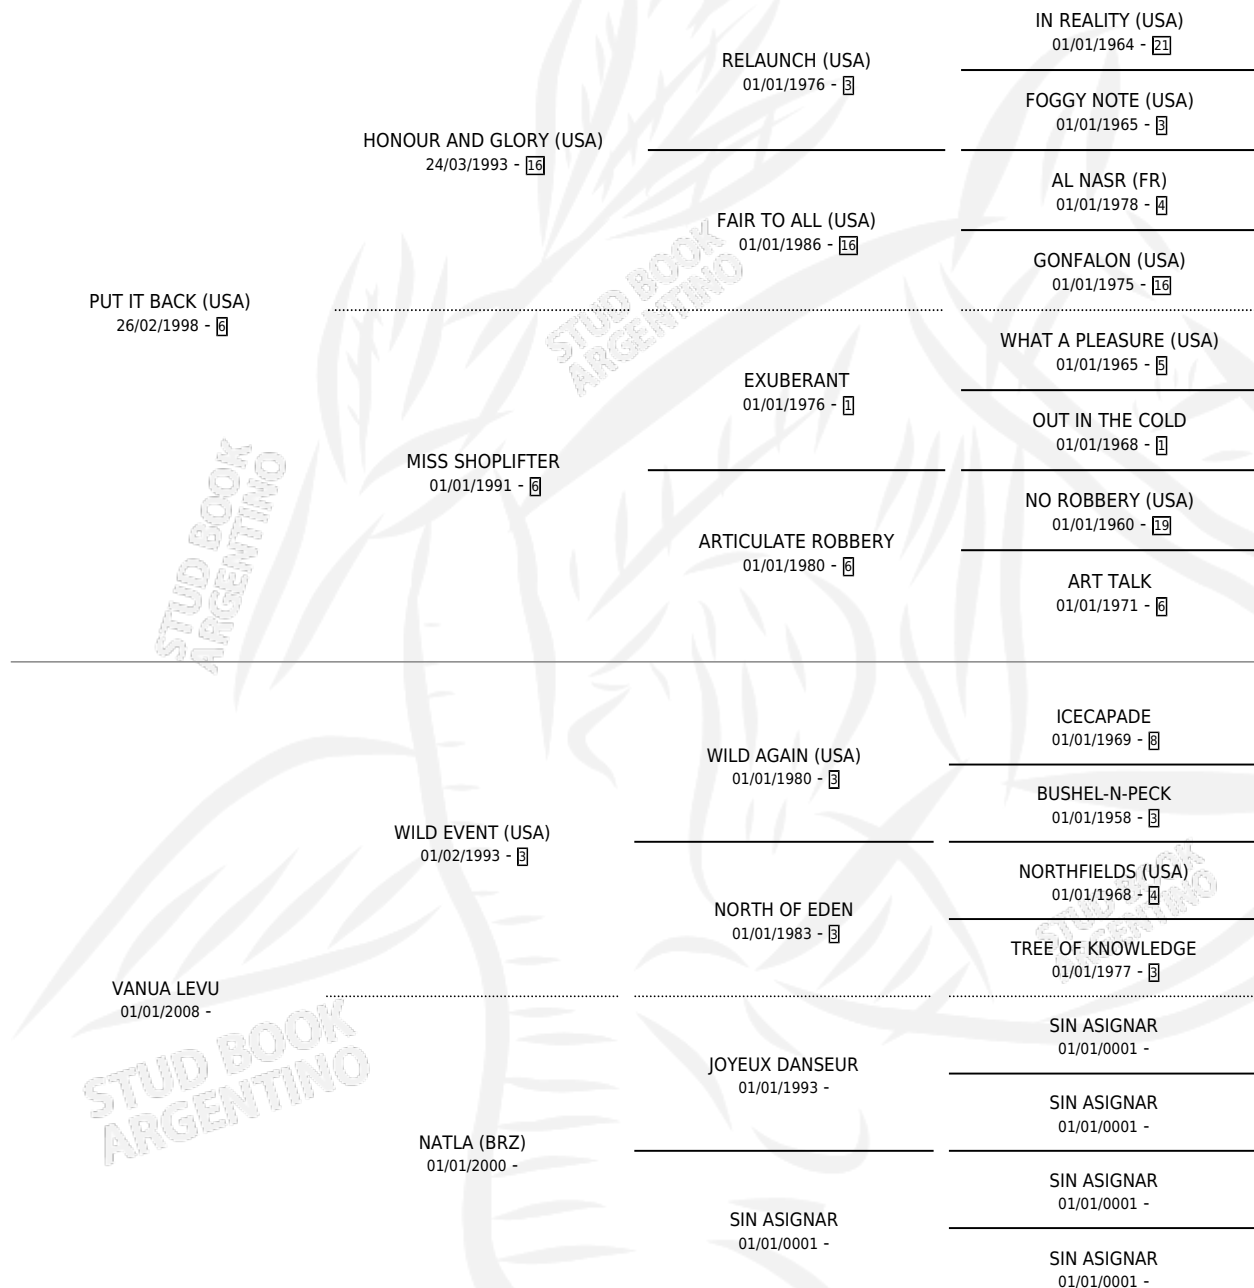 PUT IT BACK (USA)
26/02/1998 - 6
HONOUR AND GLORY (USA)
24/03/1993 - 16
RELAUNCH (USA)
01/01/1976 - 3
IN REALITY (USA)
01/01/1964 - 21
FOGGY NOTE (USA)
01/01/1965 - 3
FAIR TO ALL (USA)
01/01/1986 - 16
AL NASR (FR)
01/01/1978 - 4
GONFALON (USA)
01/01/1975 - 16
MISS SHOPLIFTER
01/01/1991 - 6
EXUBERANT
01/01/1976 - 1
WHAT A PLEASURE (USA)
01/01/1965 - 5
OUT IN THE COLD
01/01/1968 - 1
ARTICULATE ROBBERY
01/01/1980 - 6
NO ROBBERY (USA)
01/01/1960 - 19
ART TALK
01/01/1971 - 6
VANUA LEVU
01/01/2008 -
WILD EVENT (USA)
01/02/1993 - 3
WILD AGAIN (USA)
01/01/1980 - 3
ICECAPADE
01/01/1969 - 8
BUSHEL-N-PECK
01/01/1958 - 3
NORTH OF EDEN
01/01/1983 - 3
NORTHFIELDS (USA)
01/01/1968 - 4
TREE OF KNOWLEDGE
01/01/1977 - 3
NATLA (BRZ)
01/01/2000 -
JOYEUX DANSEUR
01/01/1993 -
SIN ASIGNAR
01/01/0001 -
SIN ASIGNAR
01/01/0001 -
SIN ASIGNAR
01/01/0001 -
SIN ASIGNAR
01/01/0001 -
SIN ASIGNAR
01/01/0001 -
STUD BOOK
ARGENTINO
STUD BOOK
ARGENTINO
STUD BOOK
ARGENTINO
STUD BOOK
ARGENTINO